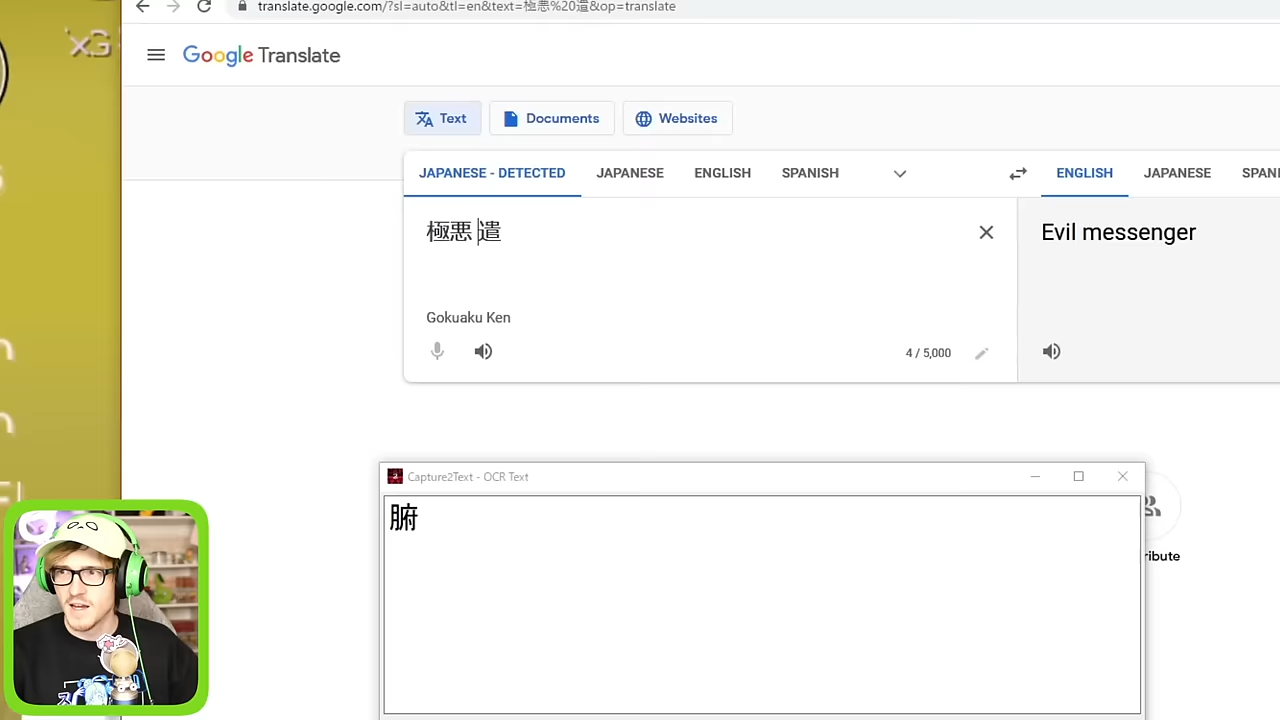 translate.google.com/?sl=auto&tl=en&text=極悪%20遣&op=translate
Google Translate
Text Documents Websites
JAPANESE - DETECTED JAPANESE ENGLISH SPANISH ENGLISH JAPANESE SPANI
極悪 遣
Evil messenger
Gokuaku Ken
4 / 5,000
Capture2Text - OCR Text
腑
ribute